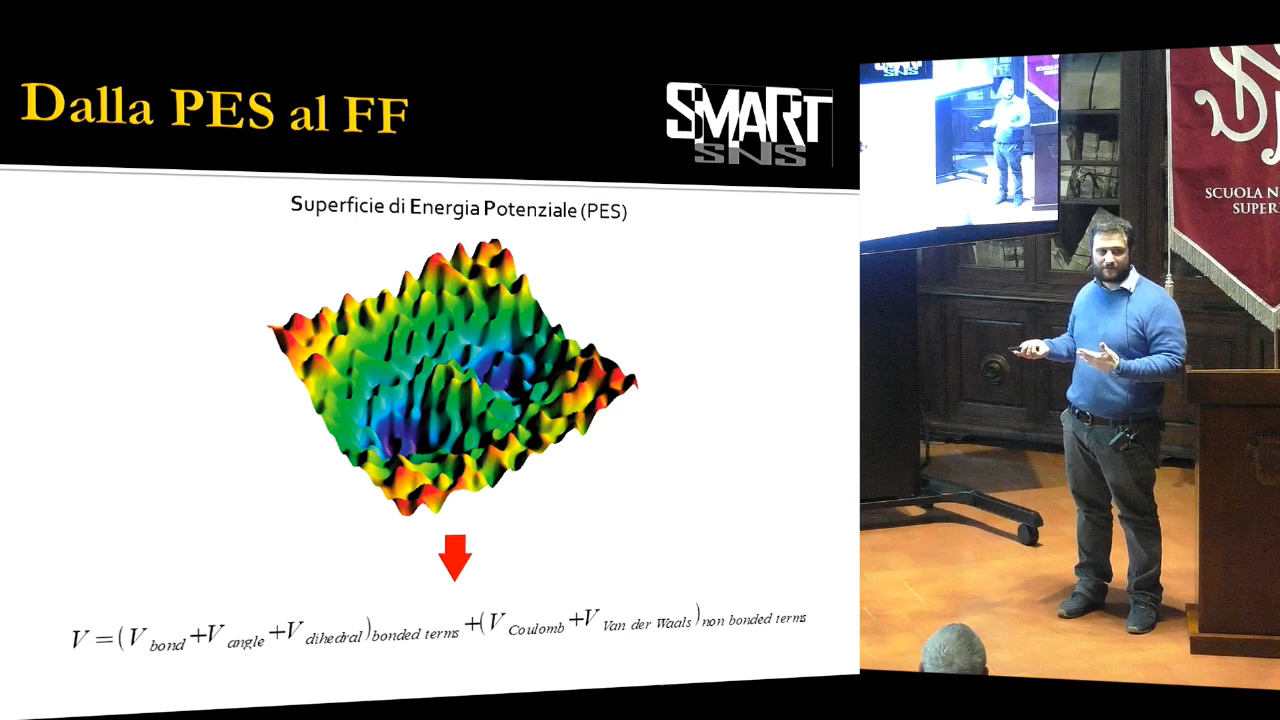 Dalla PES al FF
SMART
SNS
Superficie di Energia Potenziale (PES)
V=(V bond +V angle +V dihedral )bonded terms +(V Coulomb +V Van der Waals )non bonded terms
SNS
SCUOLA N
SUPER